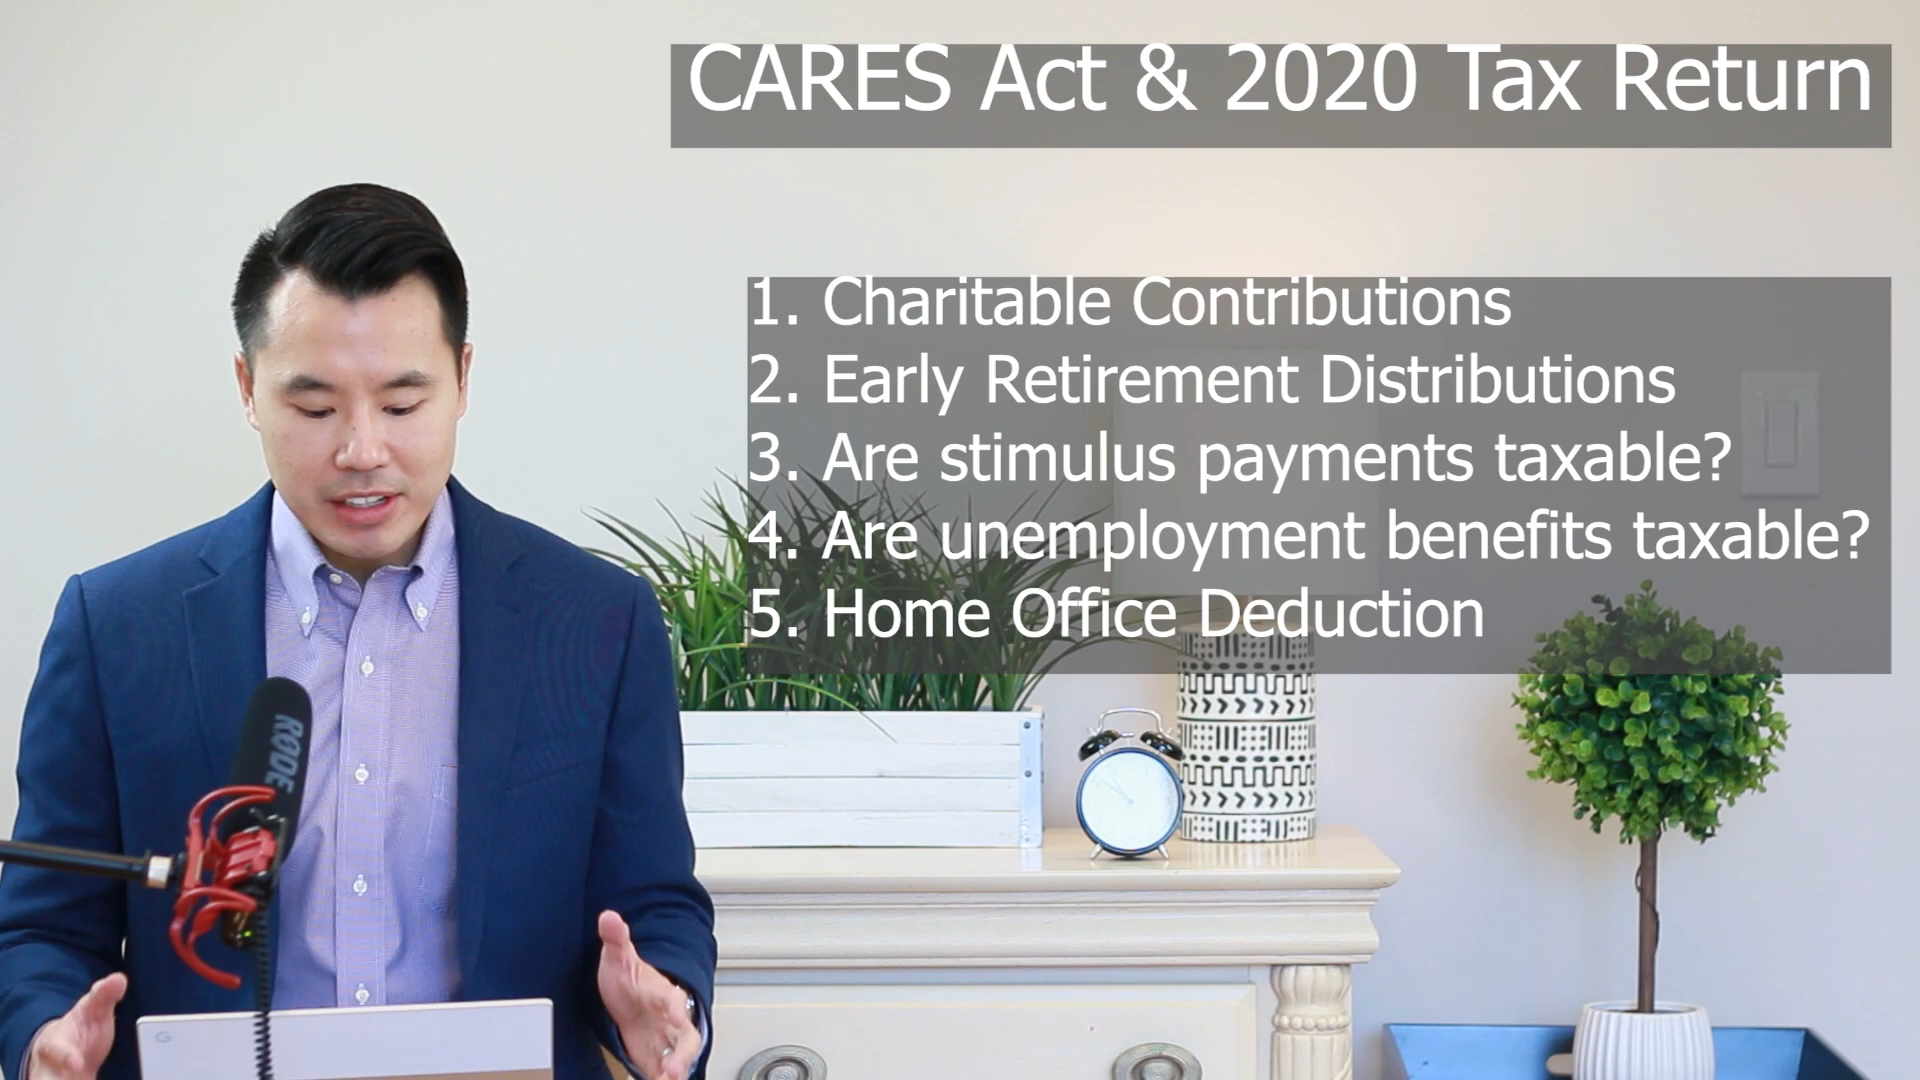 CARES Act & 2020 Tax Return
1. Charitable Contributions
2. Early Retirement Distributions
3. Are stimulus payments taxable?
4. Are unemployment benefits taxable?
5. Home Office Deduction
RODE
G